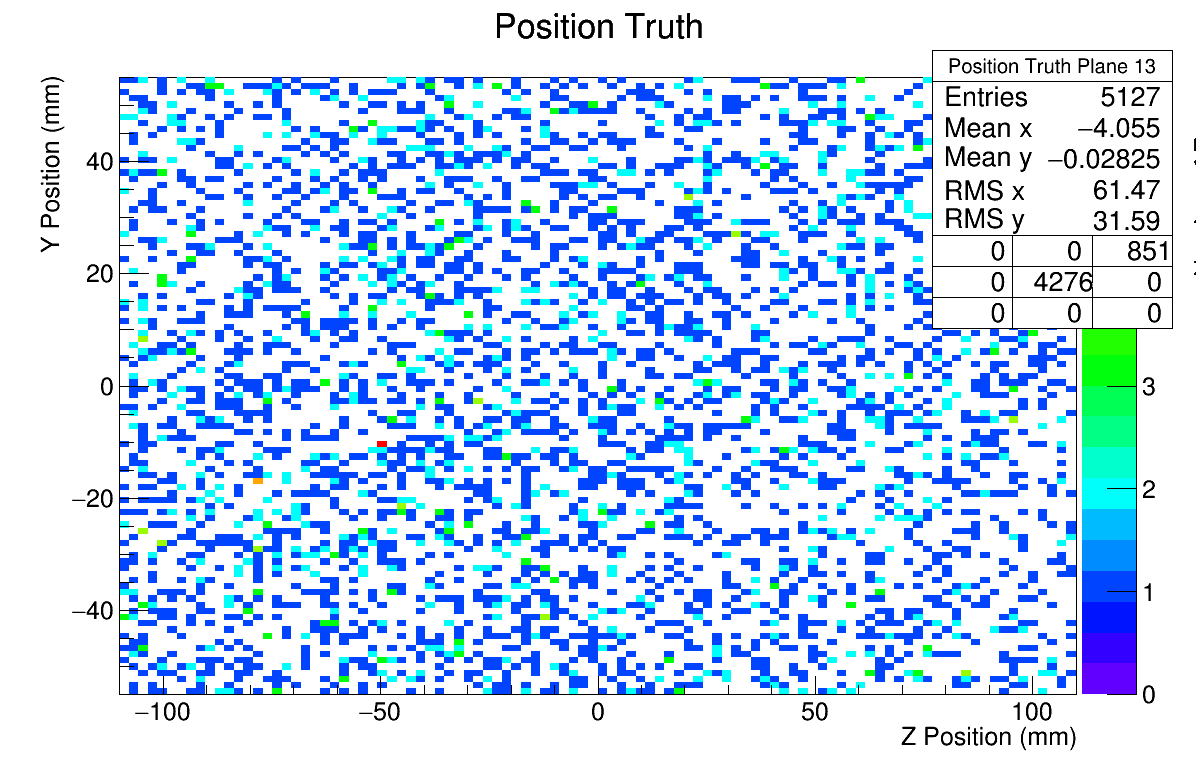 Position Truth
Position Truth Plane 13
Entries 5127
Mean x −4.055
Mean y −0.02825
RMS x 61.47
RMS y 31.59
0 0 851
0 4276 0
0 0 0
Y Position (mm)
40
20
0
−20
−40
3
2
1
0
−100 −50 0 50 100
Z Position (mm)